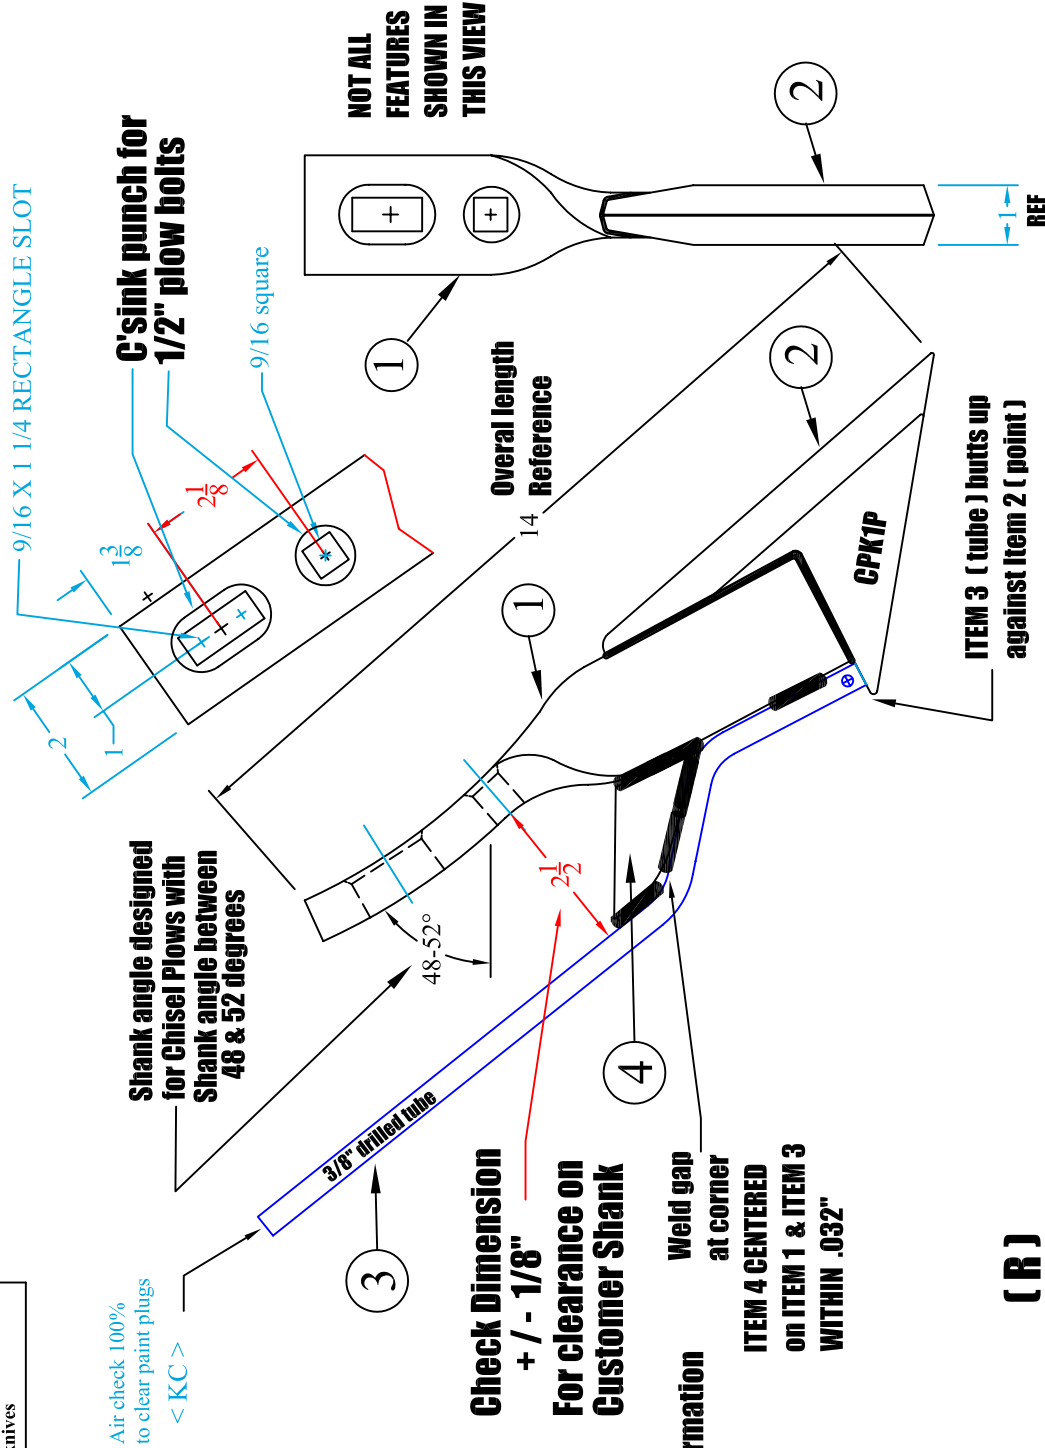 9/16 X 1 1/4 RECTANGLE SLOT
C'sink punch for
1/2" plow bolts
9/16 square
NOT ALL
FEATURES
SHOWN IN
THIS VIEW
2 1/8
1 3/8
2
1
1
2
1
REF
Overal length
Reference
14
2
1
CPK1P
ITEM 3 ( tube ) butts up
against Item 2 ( point )
Shank angle designed
for Chisel Plows with
Shank angle between
48 & 52 degrees
48-52°
2 1/2
4
3/8" drilled tube
3
Air check 100%
to clear paint plugs
< KC >
Check Dimension
+ / - 1/8"
For clearance on
Customer Shank
Weld gap
at corner
ITEM 4 CENTERED
on ITEM 1 & ITEM 3
WITHIN .032"
( R )